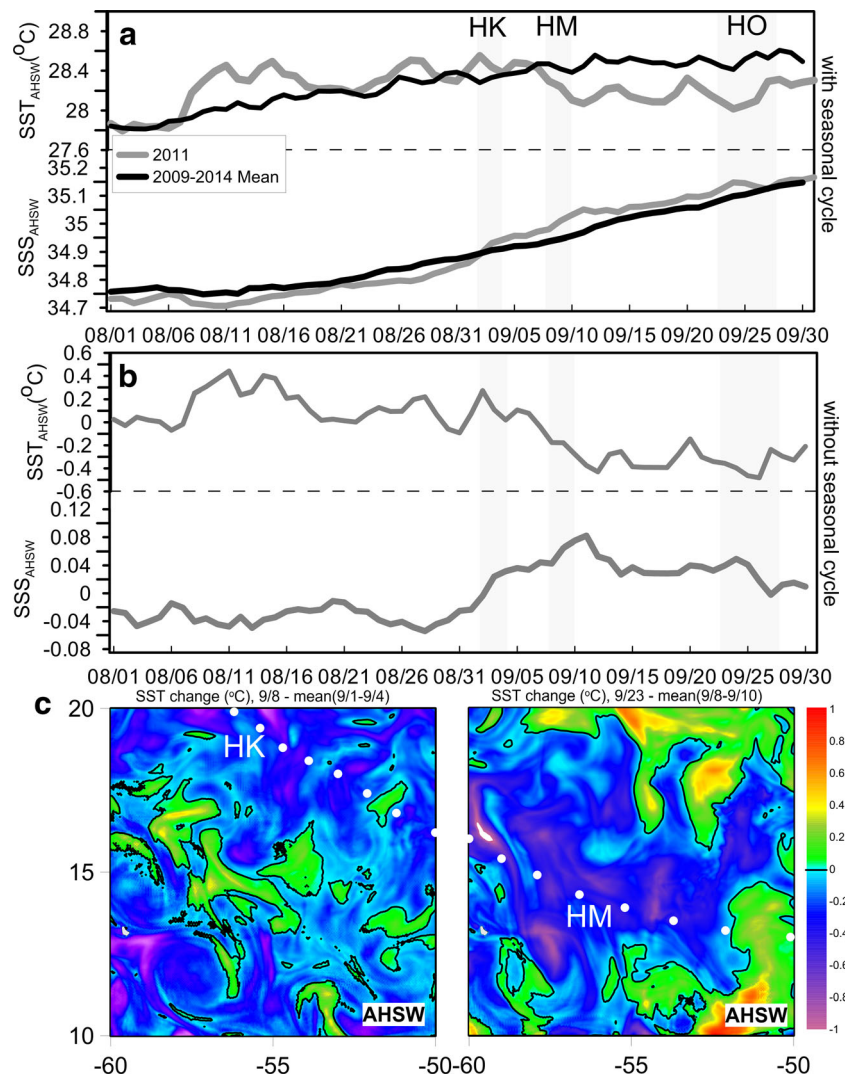 a
HK HM HO
SST AHSW (°C)
28.8
28.4
28
27.6
with seasonal cycle
2011
2009-2014 Mean
SSS AHSW
35.2
35.1
35
34.9
34.8
34.7
08/01 08/06 08/11 08/16 08/21 08/26 08/31 09/05 09/10 09/15 09/20 09/25 09/30
b
SST AHSW (°C)
0.6
0.4
0.2
0
-0.2
-0.4
-0.6
without seasonal cycle
SSS AHSW
0.12
0.08
0.04
0
-0.04
-0.08
08/01 08/06 08/11 08/16 08/21 08/26 08/31 09/05 09/10 09/15 09/20 09/25 09/30
c
SST change (°C), 9/8 - mean(9/1-9/4)
SST change (°C), 9/23 - mean(9/8-9/10)
20
15
10
HK
AHSW
HM
AHSW
-60 -55 -50
-60 -55 -50
1
0.8
0.6
0.4
0.2
0
-0.2
-0.4
-0.6
-0.8
-1